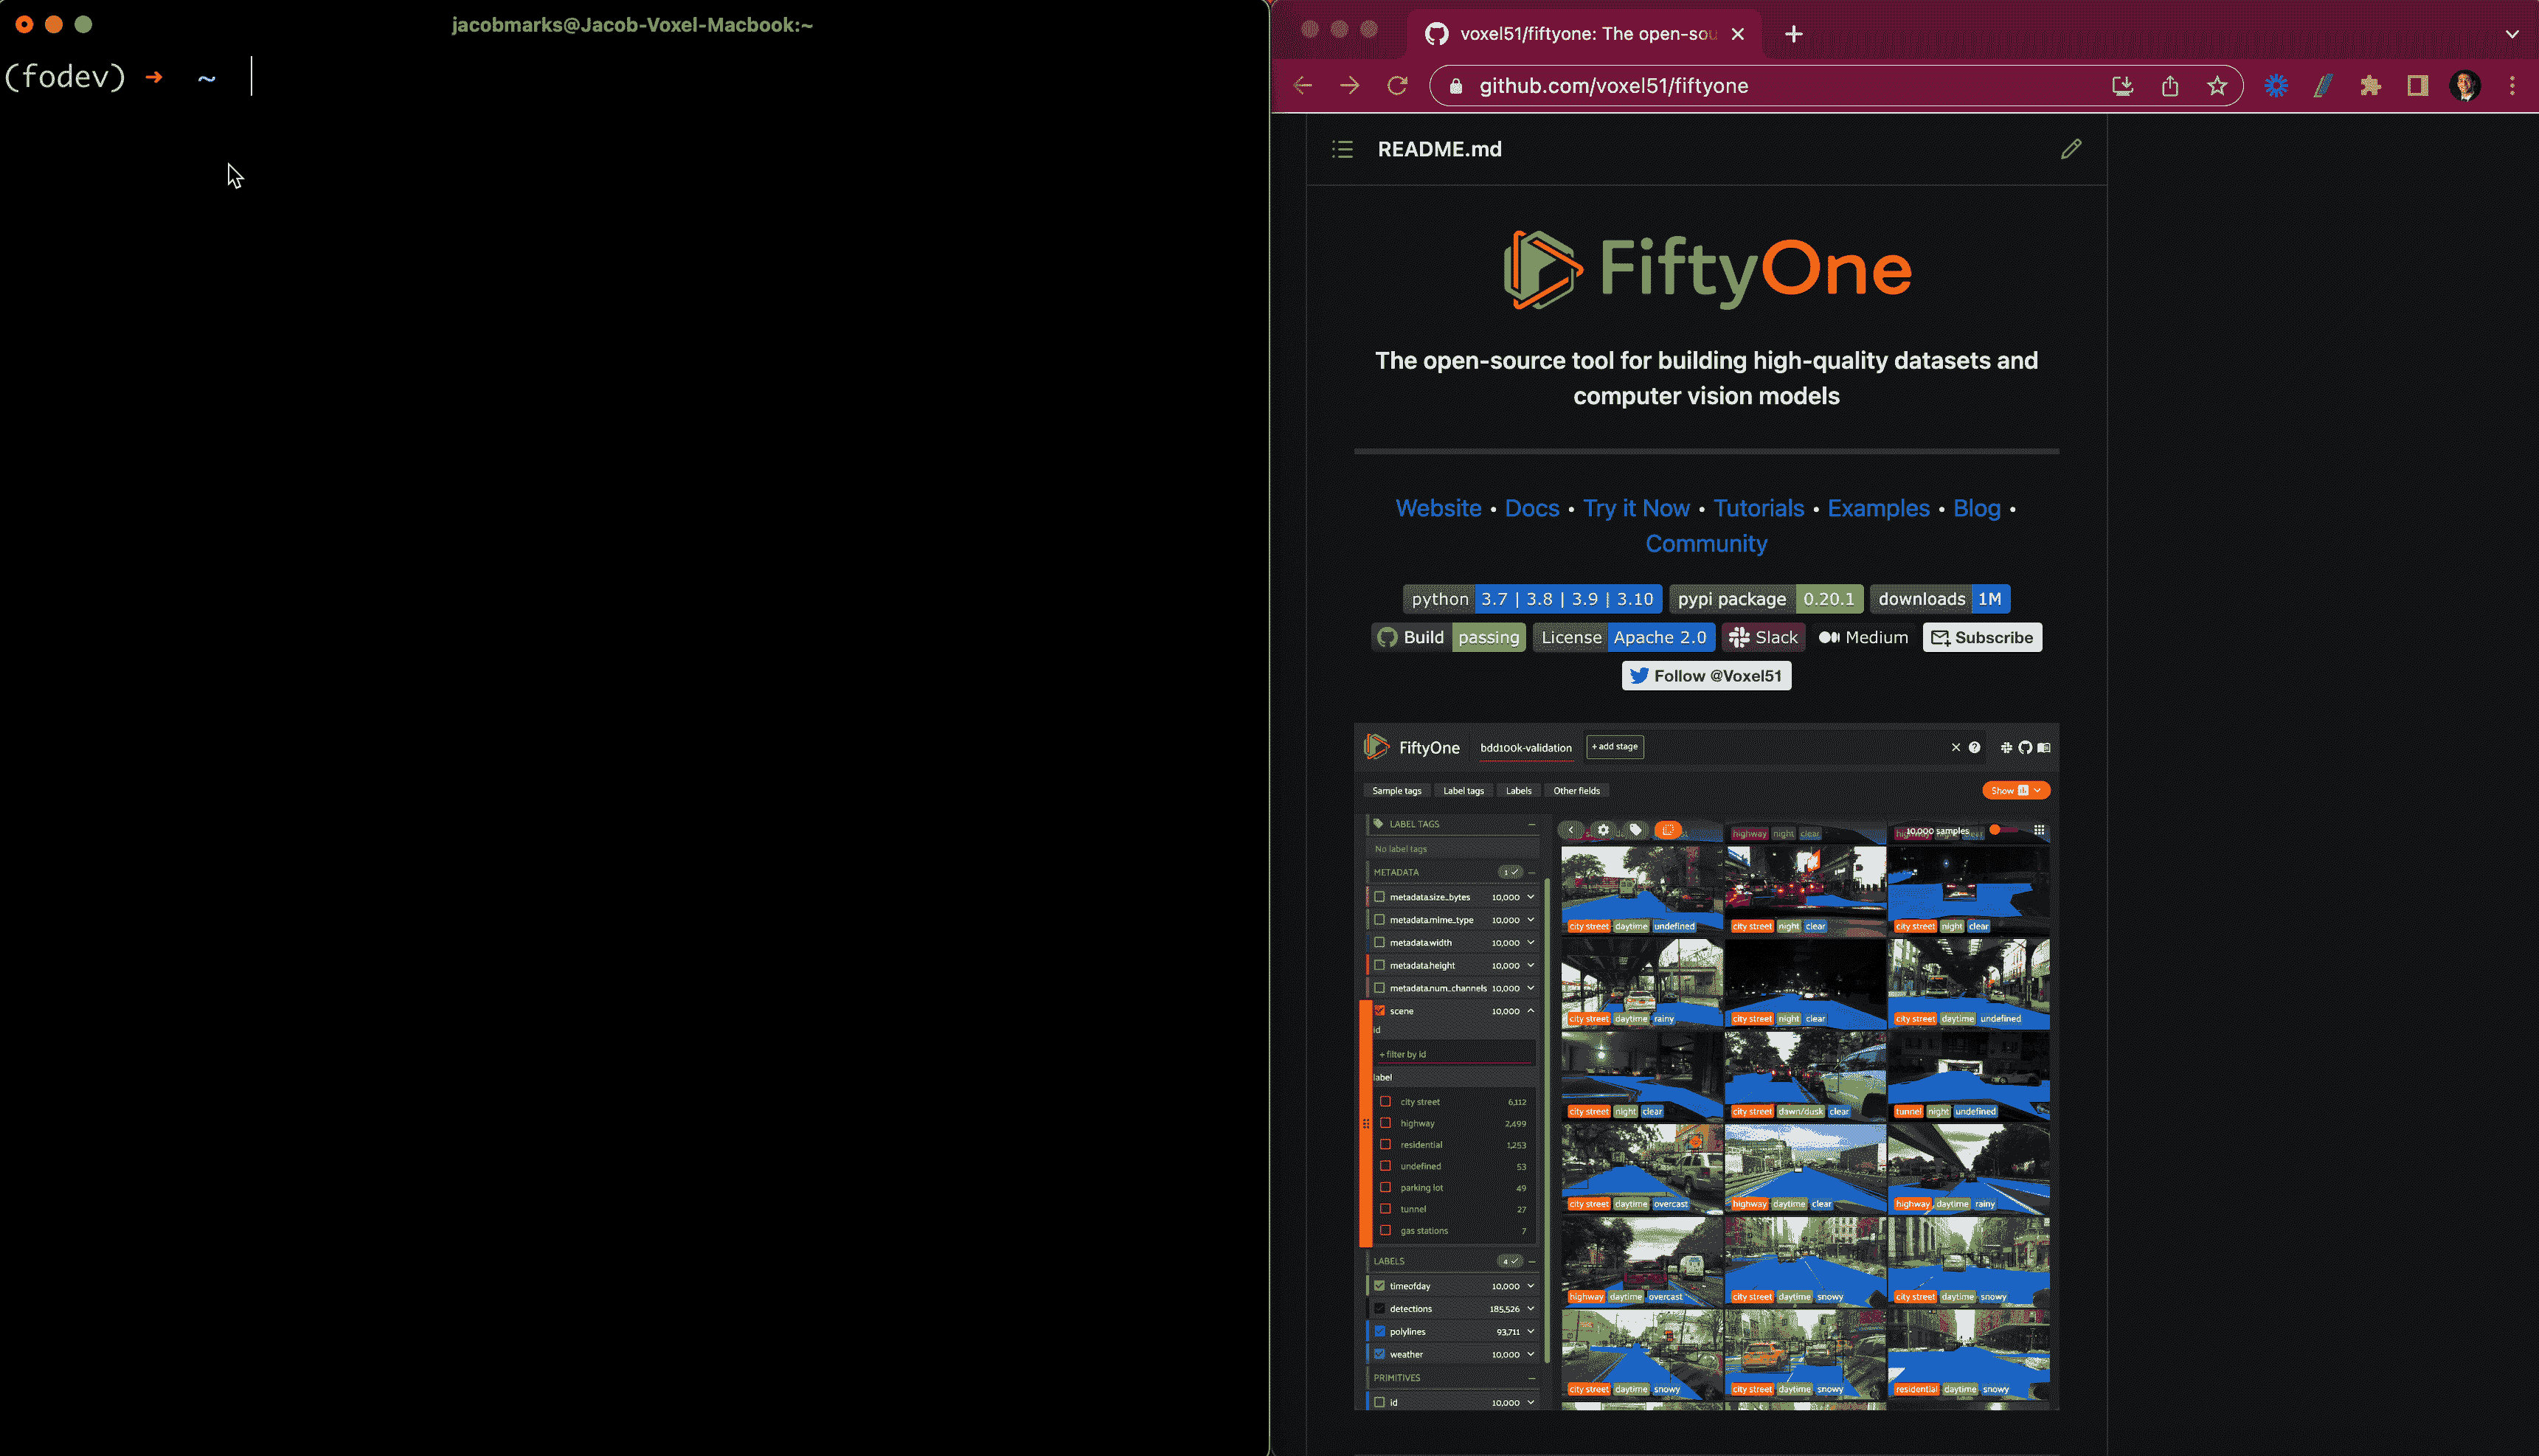 jacobmarks@Jacob-Voxel-Macbook:~
(fodev) → ~
voxel51/fiftyone: The open-sou
github.com/voxel51/fiftyone
README.md
FiftyOne
The open-source tool for building high-quality datasets and
computer vision models
Website • Docs • Try it Now • Tutorials • Examples • Blog •
Community
python 3.7 | 3.8 | 3.9 | 3.10 pypi package 0.20.1 downloads 1M
Build passing License Apache 2.0 Slack Medium Subscribe
Follow @Voxel51
FiftyOne bdd100k-validation + add stage
Sample tags Label tags Labels Other fields Show
LABEL TAGS
No label tags
METADATA 1
metadata.size_bytes 10,000
metadata.mime_type 10,000
metadata.width 10,000
metadata.height 10,000
metadata.num_channels 10,000
scene 10,000
id
+ filter by id
label
city street 6,112
highway 2,499
residential 1,253
undefined 53
parking lot 49
tunnel 27
gas stations 7
LABELS 4
timeofday 10,000
detections 185,526
polylines 93,711
weather 10,000
PRIMITIVES
id 10,000
highway night clear
10,000 samples
city street daytime undefined
city street night clear
city street night clear
city street daytime rainy
city street night clear
city street daytime undefined
city street night clear
city street dawn/dusk clear
tunnel night undefined
city street daytime overcast
highway daytime clear
highway daytime rainy
highway daytime overcast
city street daytime snowy
city street daytime snowy
city street daytime snowy
city street daytime snowy
residential daytime snowy